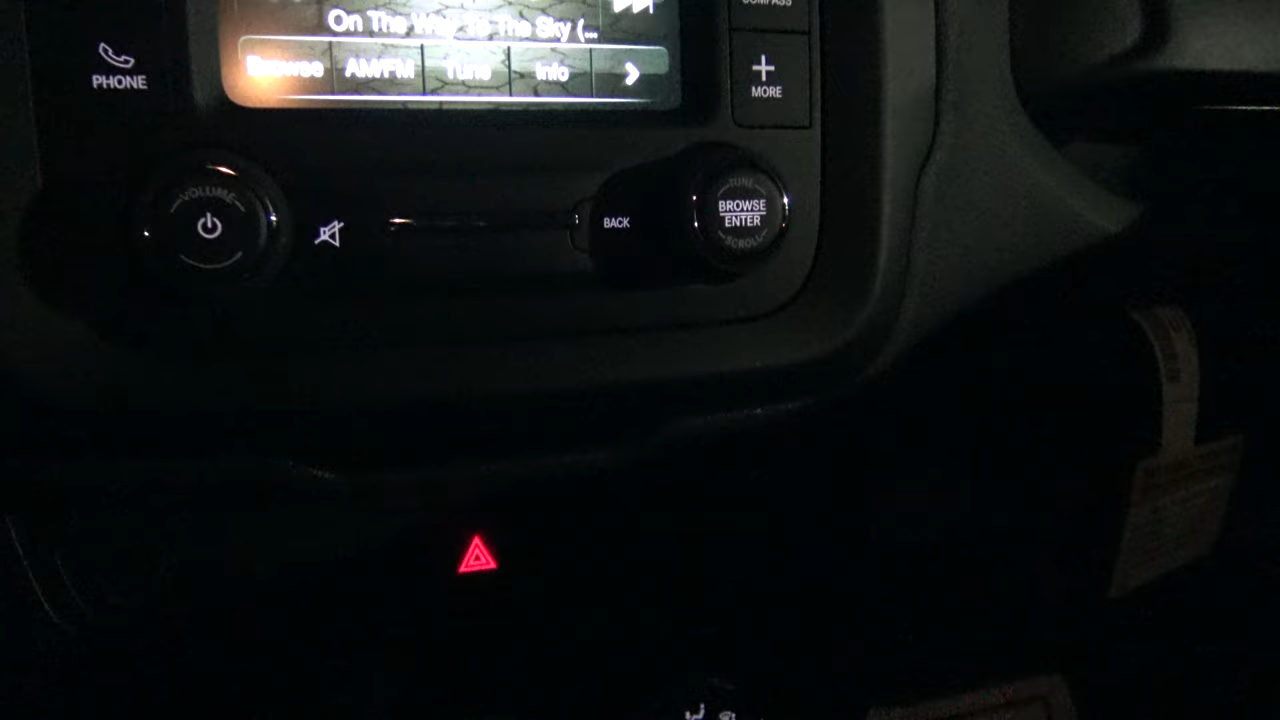 On The Way To The Sky (...
COMPASS
PHONE
Browse
AM/FM
Tune
Info
MORE
VOLUME
BACK
TUNE
BROWSE
ENTER
SCROLL